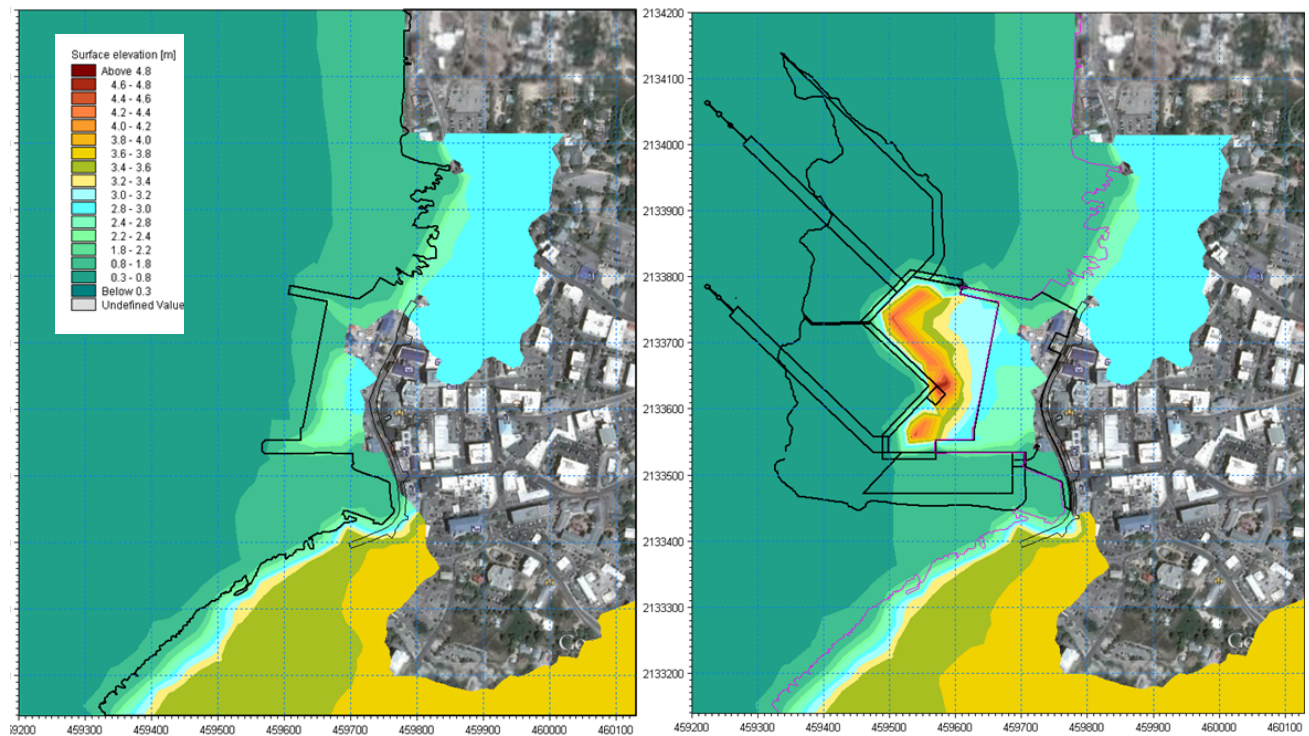 Surface elevation [m]
Above 4.8
4.6 - 4.8
4.4 - 4.6
4.2 - 4.4
4.0 - 4.2
3.8 - 4.0
3.6 - 3.8
3.4 - 3.6
3.2 - 3.4
3.0 - 3.2
2.8 - 3.0
2.4 - 2.8
2.2 - 2.4
1.8 - 2.2
0.8 - 1.8
0.3 - 0.8
Below 0.3
Undefined Value
459200 459300 459400 459500 459600 459700 459800 459900 460000 460100
2134200
2134100
2134000
2133900
2133800
2133700
2133600
2133500
2133400
2133300
2133200
459200 459300 459400 459500 459600 459700 459800 459900 460000 460100